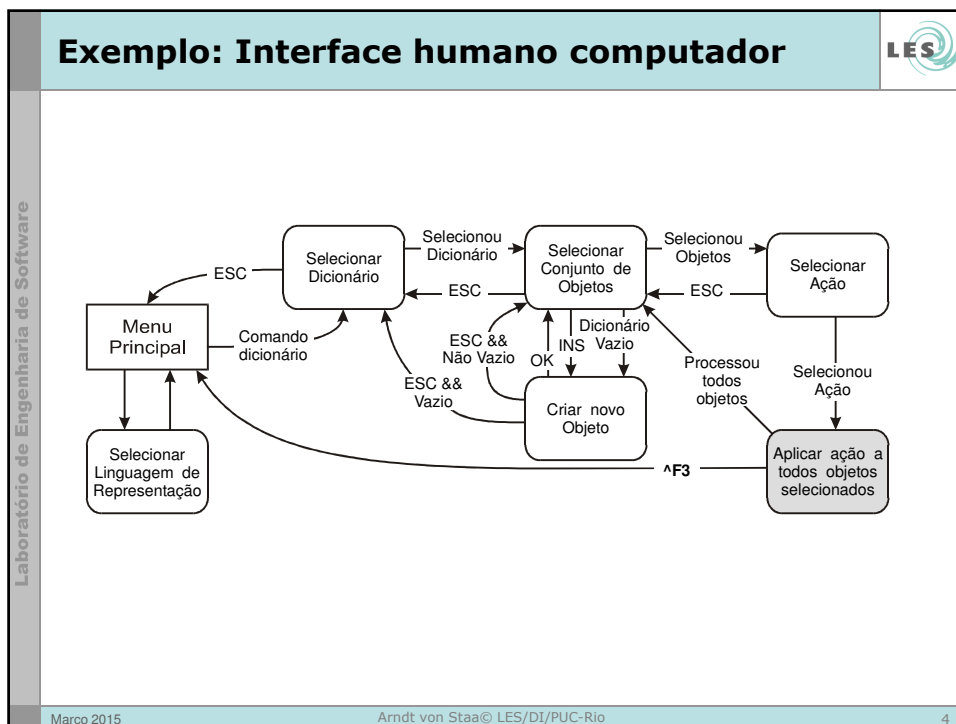 Exemplo: Interface humano computador
LES
Laboratório de Engenharia de Software
Selecionar
Dicionário
Selecionou
Dicionário
Selecionar
Conjunto de
Objetos
Selecionou
Objetos
Selecionar
Ação
ESC
ESC
ESC
Menu
Principal
Comando
dicionário
ESC &&
Não Vazio
OK
INS
Dicionário
Vazio
ESC &&
Vazio
Criar novo
Objeto
Processou
todos
objetos
Selecionou
Ação
Selecionar
Linguagem de
Representação
^F3
Aplicar ação a
todos objetos
selecionados
Março 2015
Arndt von Staa© LES/DI/PUC-Rio
4